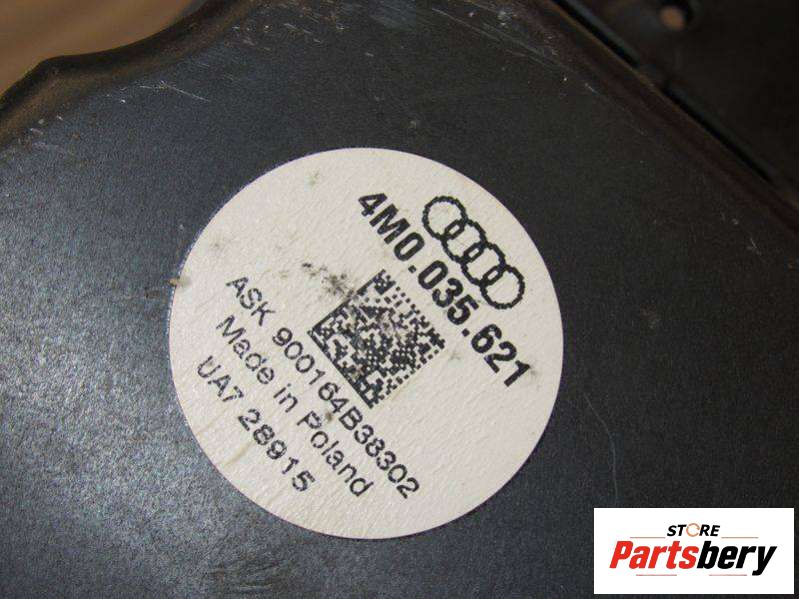 4M0.035.621
ASK 900164B38302
Made in Poland
UA7 28915
STORE
Partsbery